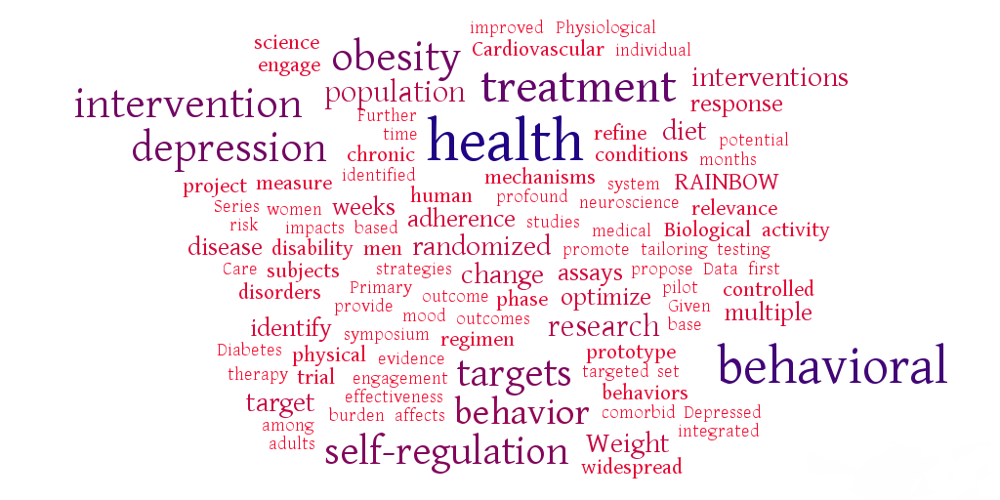 improved Physiological
science Cardiovascular individual
engage obesity treatment interventions
intervention population response
Further
time health refine diet potential
depression chronic conditions months
identified mechanisms system RAINBOW
project measure human profound neuroscience
Series women weeks adherence studies relevance
risk impacts based medical Biological activity
disease disability men randomized promote tailoring testing
Care subjects strategies change assays propose Data first
disorders Primary outcome phase optimize pilot controlled
provide mood outcomes Given multiple
identify symposium regimen research base
Diabetes physical evidence prototype behavioral
therapy trial engagement targets targeted set
target effectiveness behavior behaviors
burden affects comorbid Depressed
among integrated
adults self-regulation Weight
widespread